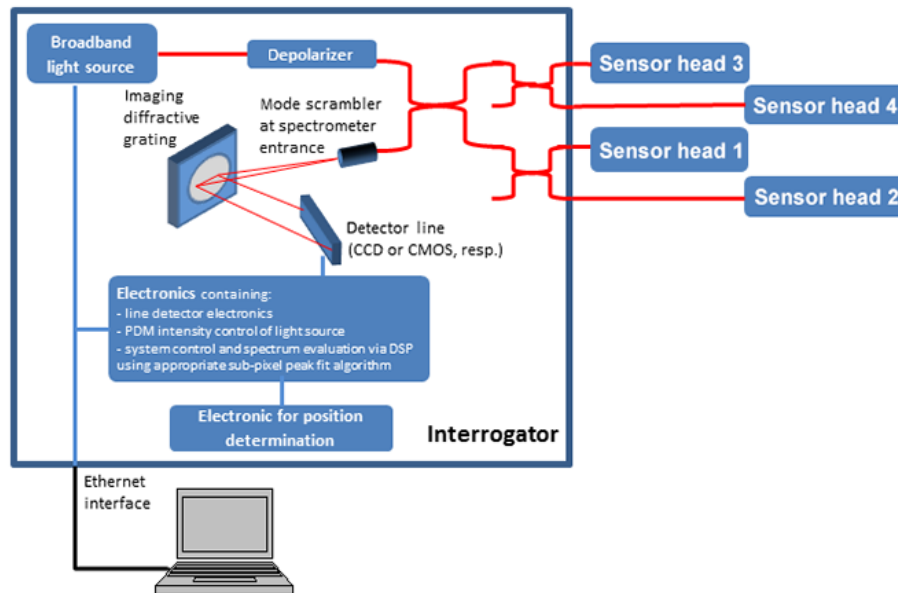 Broadband
light source
Depolarizer
Sensor head 3
Sensor head 4
Imaging
diffractive
grating
Mode scrambler
at spectrometer
entrance
Sensor head 1
Sensor head 2
Detector line
(CCD or CMOS, resp.)
Electronics containing:
- line detector electronics
- PDM intensity control of light source
- system control and spectrum evaluation via DSP
using appropriate sub-pixel peak fit algorithm
Electronic for position
determination
Interrogator
Ethernet
interface